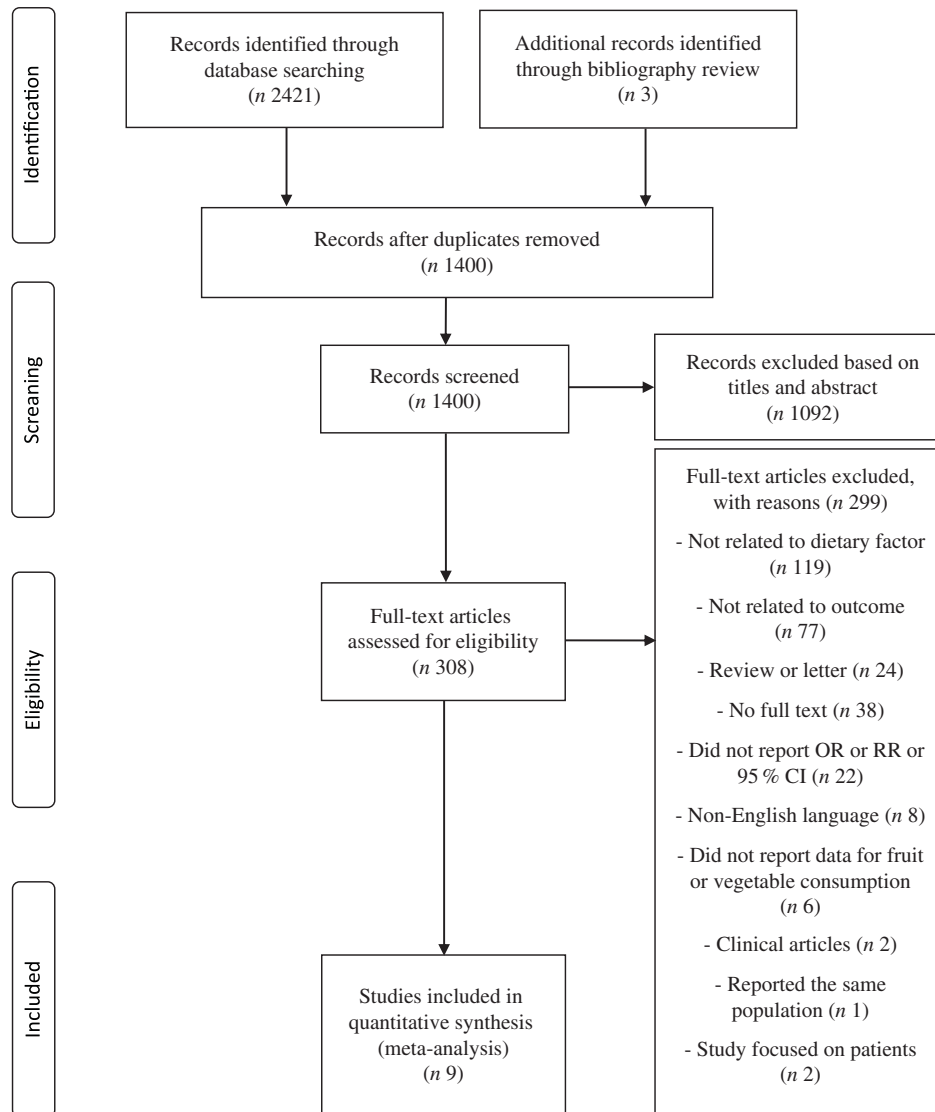 Identification
Records identified through
database searching
(n 2421)
Additional records identified
through bibliography review
(n 3)
Records after duplicates removed
(n 1400)
Screaning
Records screened
(n 1400)
Records excluded based on
titles and abstract
(n 1092)
Eligibility
Full-text articles
assessed for eligibility
(n 308)
Full-text articles excluded,
with reasons (n 299)
- Not related to dietary factor
(n 119)
- Not related to outcome
(n 77)
- Review or letter (n 24)
- No full text (n 38)
- Did not report OR or RR or
95 % CI (n 22)
- Non-English language (n 8)
- Did not report data for fruit
or vegetable consumption
(n 6)
- Clinical articles (n 2)
- Reported the same
population (n 1)
- Study focused on patients
(n 2)
Included
Studies included in
quantitative synthesis
(meta-analysis)
(n 9)